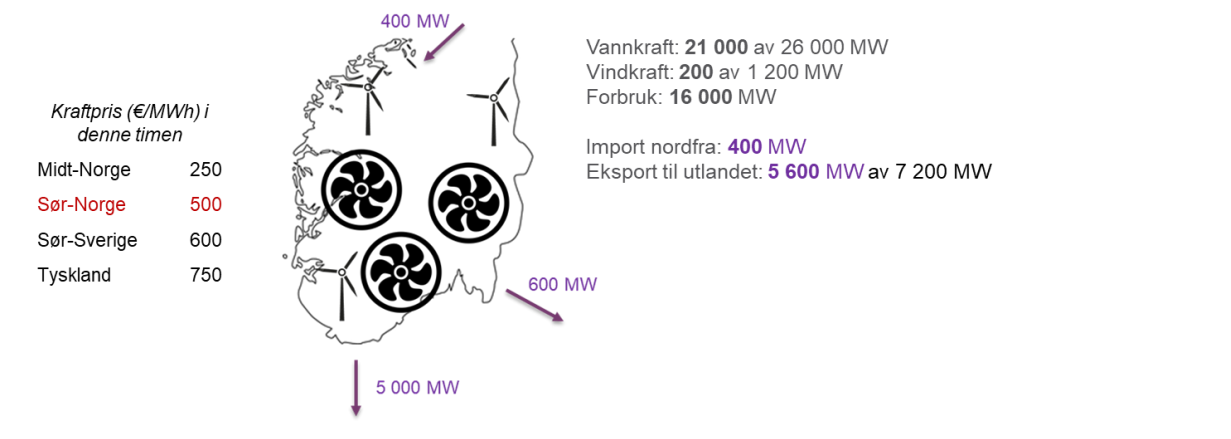 400 MW
Vannkraft: 21 000 av 26 000 MW
Vindkraft: 200 av 1 200 MW
Forbruk: 16 000 MW
Import nordfra: 400 MW
Eksport til utlandet: 5 600 MW av 7 200 MW
Kraftpris (€/MWh) i
denne timen
Midt-Norge 250
Sør-Norge 500
Sør-Sverige 600
Tyskland 750
600 MW
5 000 MW